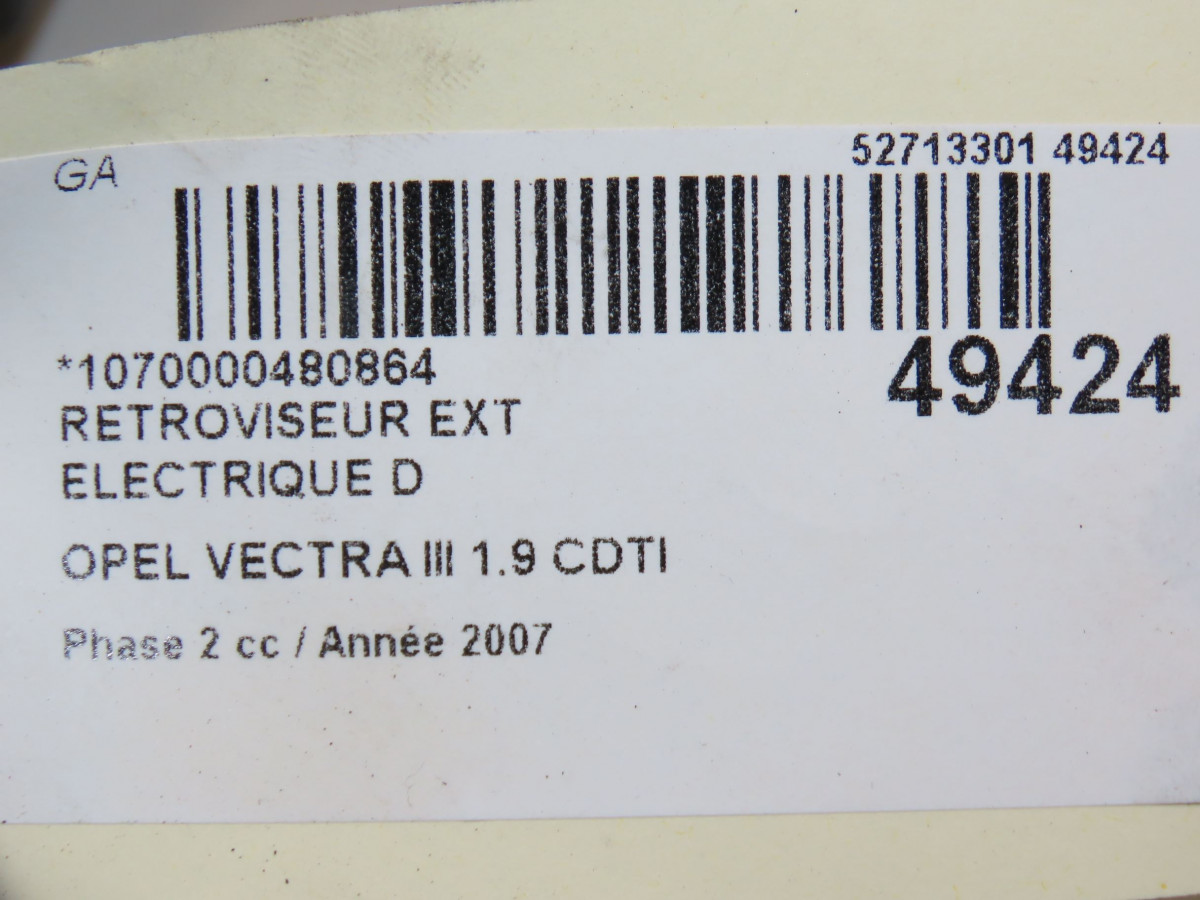 GA
52713301 49424
*1070000480864
49424
RETROVISEUR EXT
ELECTRIQUE D
OPEL VECTRA III 1.9 CDTI
Phase 2 cc / Année 2007